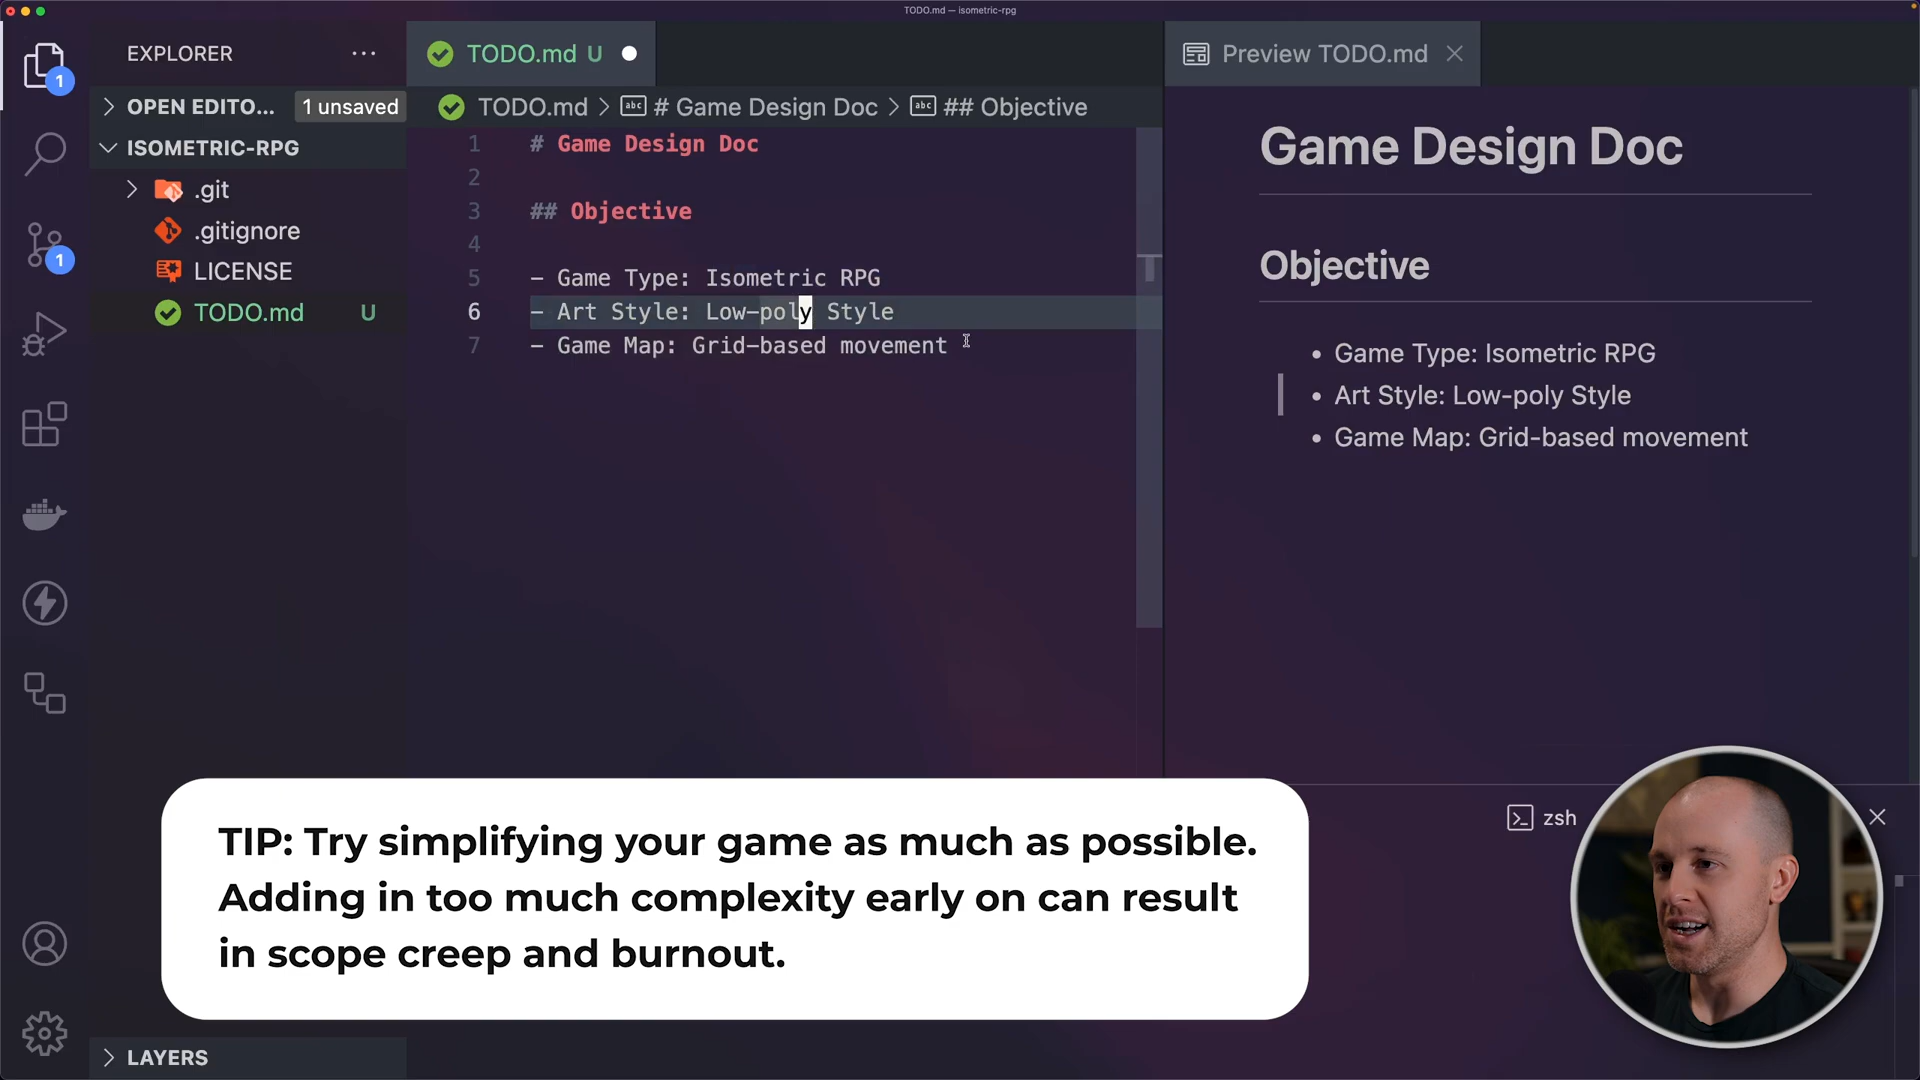 TODO.md — isometric-rpg
EXPLORER
1
OPEN EDITO... 1 unsaved
ISOMETRIC-RPG
.git
.gitignore
LICENSE
TODO.md U
1
LAYERS
TODO.md U
TODO.md > # Game Design Doc > ## Objective
1 # Game Design Doc
2
3 ## Objective
4
5 - Game Type: Isometric RPG
6 - Art Style: Low-poly Style
7 - Game Map: Grid-based movement
Preview TODO.md
Game Design Doc
Objective
• Game Type: Isometric RPG
• Art Style: Low-poly Style
• Game Map: Grid-based movement
zsh
TIP: Try simplifying your game as much as possible.
Adding in too much complexity early on can result
in scope creep and burnout.